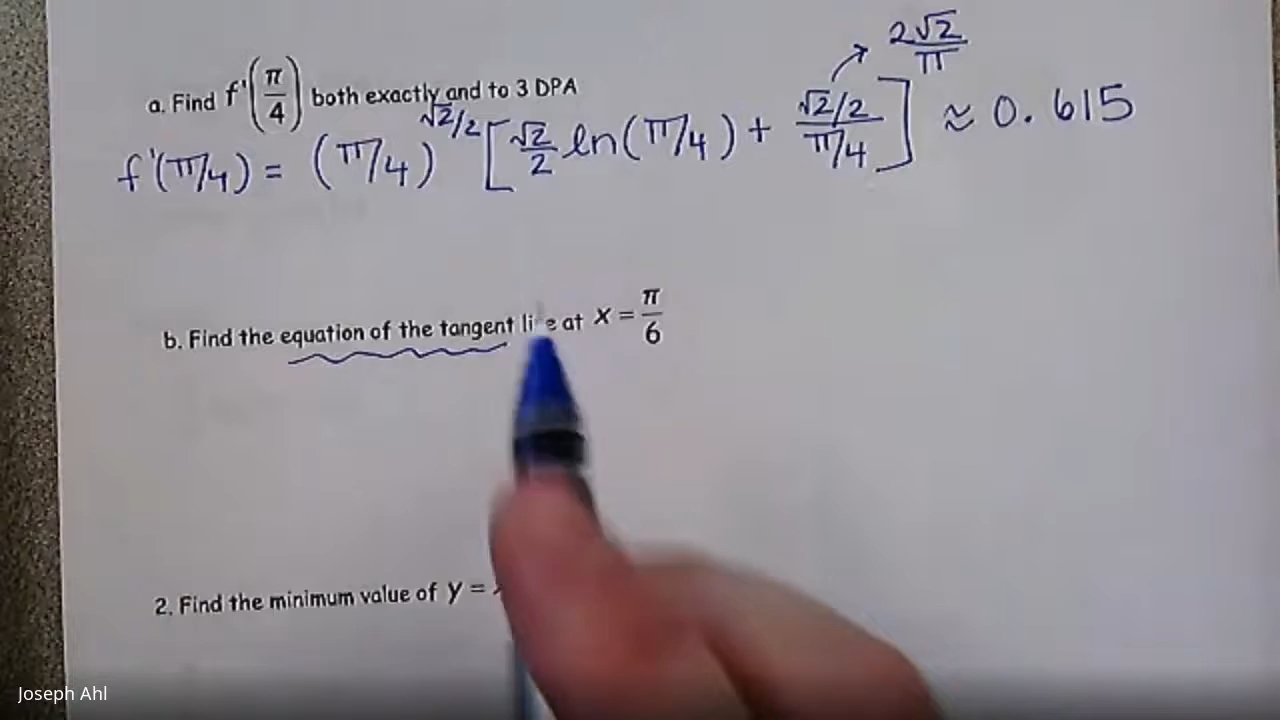 a. Find f'(π/4) both exactly and to 3 DPA
f'(π/4) = (π/4)^(√2/2) [√2/2 ln(π/4) + (√2/2)/(π/4)] ≈ 0.615
→ 2√2/π
b. Find the equation of the tangent at x = π/6
2. Find the minimum value of y =
Joseph Ahl